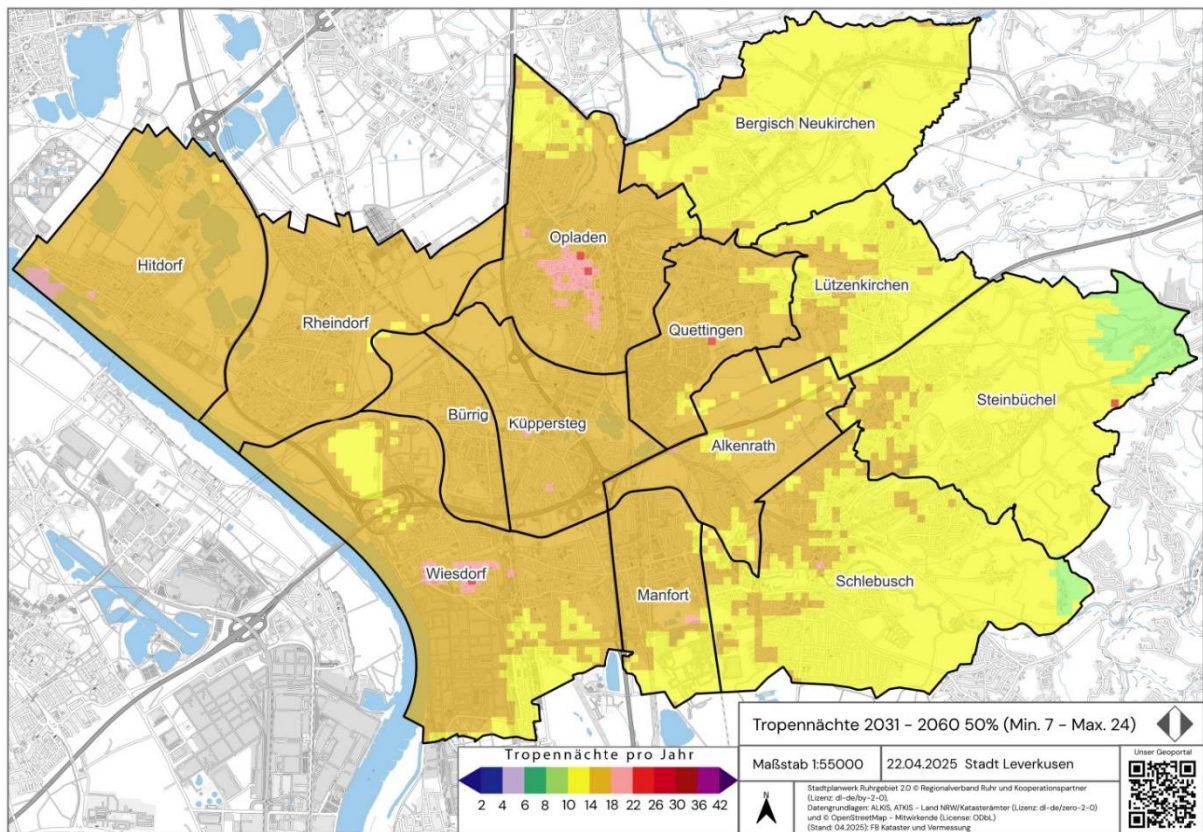 Bergisch Neukirchen
Opladen
Hitdorf
Lützenkirchen
Rheindorf
Quettingen
Steinbüchel
Bürrig
Küppersteg
Alkenrath
Wiesdorf
Schlebusch
Manfort
Tropennächte 2031 - 2060 50% (Min. 7 - Max. 24)
Tropennächte pro Jahr
2 4 6 8 10 14 18 22 26 30 36 42
Maßstab 1:55000
22.04.2025 Stadt Leverkusen
Unser Geoportal
N
Stadtplanwerk Ruhrgebiet 2.0 © Regionalverband Ruhr und Kooperationspartner
(Lizenz: dl-de/by-2-0),
Datengrundlagen: ALKIS, ATKIS - Land NRW/Katasterämter (Lizenz: dl-de/zero-2-0)
und © OpenStreetMap - Mitwirkende (License: ODbL)
(Stand: 04.2025): FB Kataster und Vermessung